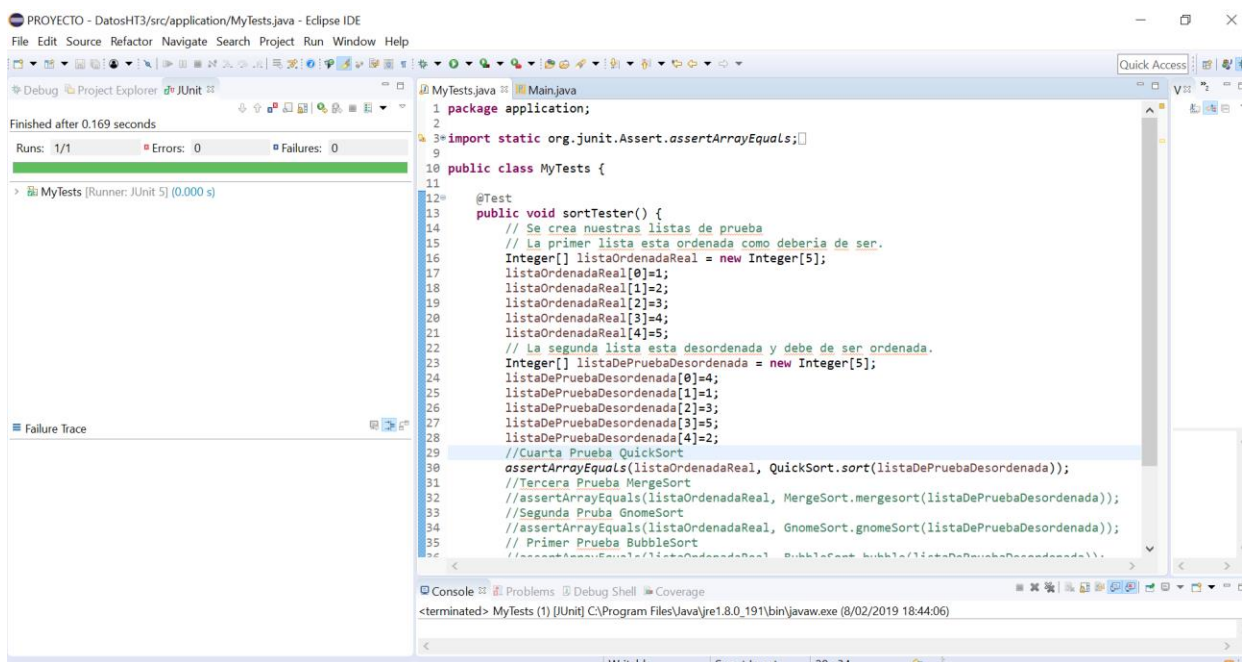 PROYECTO - DatosHT3/src/application/MyTests.java - Eclipse IDE
File Edit Source Refactor Navigate Search Project Run Window Help
Quick Access
Debug Project Explorer JUnit
Finished after 0.169 seconds
Runs: 1/1 Errors: 0 Failures: 0
MyTests [Runner: JUnit 5] (0.000 s)
Failure Trace
MyTests.java Main.java
1 package application;
2
3 import static org.junit.Assert.assertArrayEquals;
9
10 public class MyTests {
11
12 @Test
13 public void sortTester() {
14 // Se crea nuestras listas de prueba
15 // La primer lista esta ordenada como deberia de ser.
16 Integer[] listaOrdenadaReal = new Integer[5];
17 listaOrdenadaReal[0]=1;
18 listaOrdenadaReal[1]=2;
19 listaOrdenadaReal[2]=3;
20 listaOrdenadaReal[3]=4;
21 listaOrdenadaReal[4]=5;
22 // La segunda lista esta desordenada y debe de ser ordenada.
23 Integer[] listaDePruebaDesordenada = new Integer[5];
24 listaDePruebaDesordenada[0]=4;
25 listaDePruebaDesordenada[1]=1;
26 listaDePruebaDesordenada[2]=3;
27 listaDePruebaDesordenada[3]=5;
28 listaDePruebaDesordenada[4]=2;
29 //Cuarta Prueba QuickSort
30 assertArrayEquals(listaOrdenadaReal, QuickSort.sort(listaDePruebaDesordenada));
31 //Tercera Prueba MergeSort
32 //assertArrayEquals(listaOrdenadaReal, MergeSort.mergesort(listaDePruebaDesordenada));
33 //Segunda Pruba GnomeSort
34 //assertArrayEquals(listaOrdenadaReal, GnomeSort.gnomeSort(listaDePruebaDesordenada));
35 // Primer Prueba BubbleSort
Console Problems Debug Shell Coverage
<terminated> MyTests (1) [JUnit] C:\Program Files\Java\jre1.8.0_191\bin\javaw.exe (8/02/2019 18:44:06)